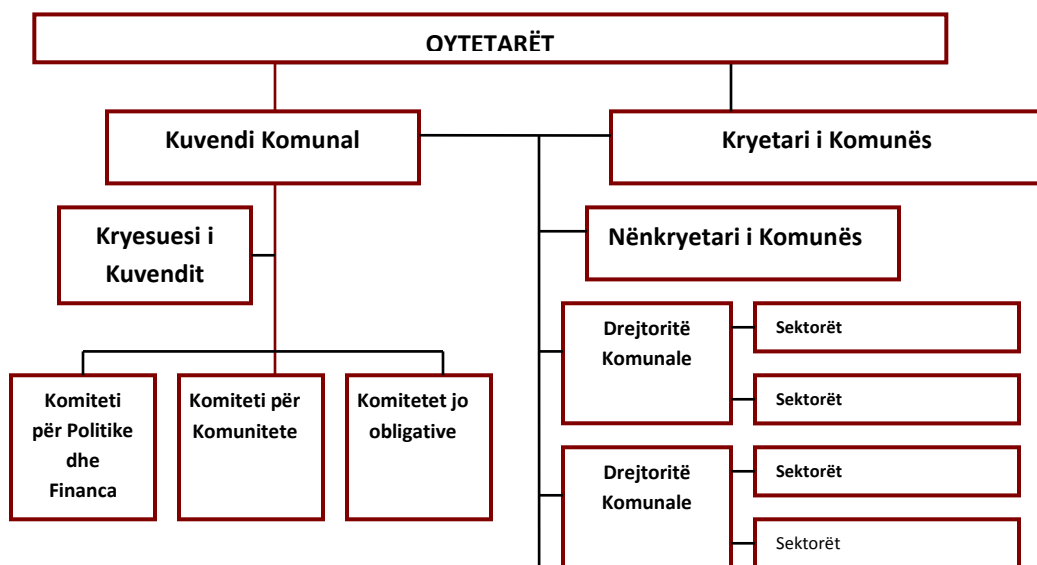 OYTETARËT
Kuvendi Komunal
Kryetari i Komunës
Kryesuesi i
Kuvendit
Nënkryetari i Komunës
Drejtoritë
Komunale
Sektorët
Sektorët
Komiteti
për Politike
dhe
Financa
Komiteti për
Komunitete
Komitetet jo
obligative
Drejtoritë
Komunale
Sektorët
Sektorët